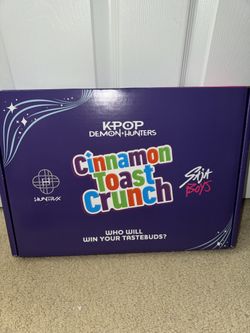 KPOP
DEMON HUNTERS
Cinnamon
Toast
Crunch
HUNTR/X
SAJA
BOYS
WHO WILL
WIN YOUR TASTEBUDS?